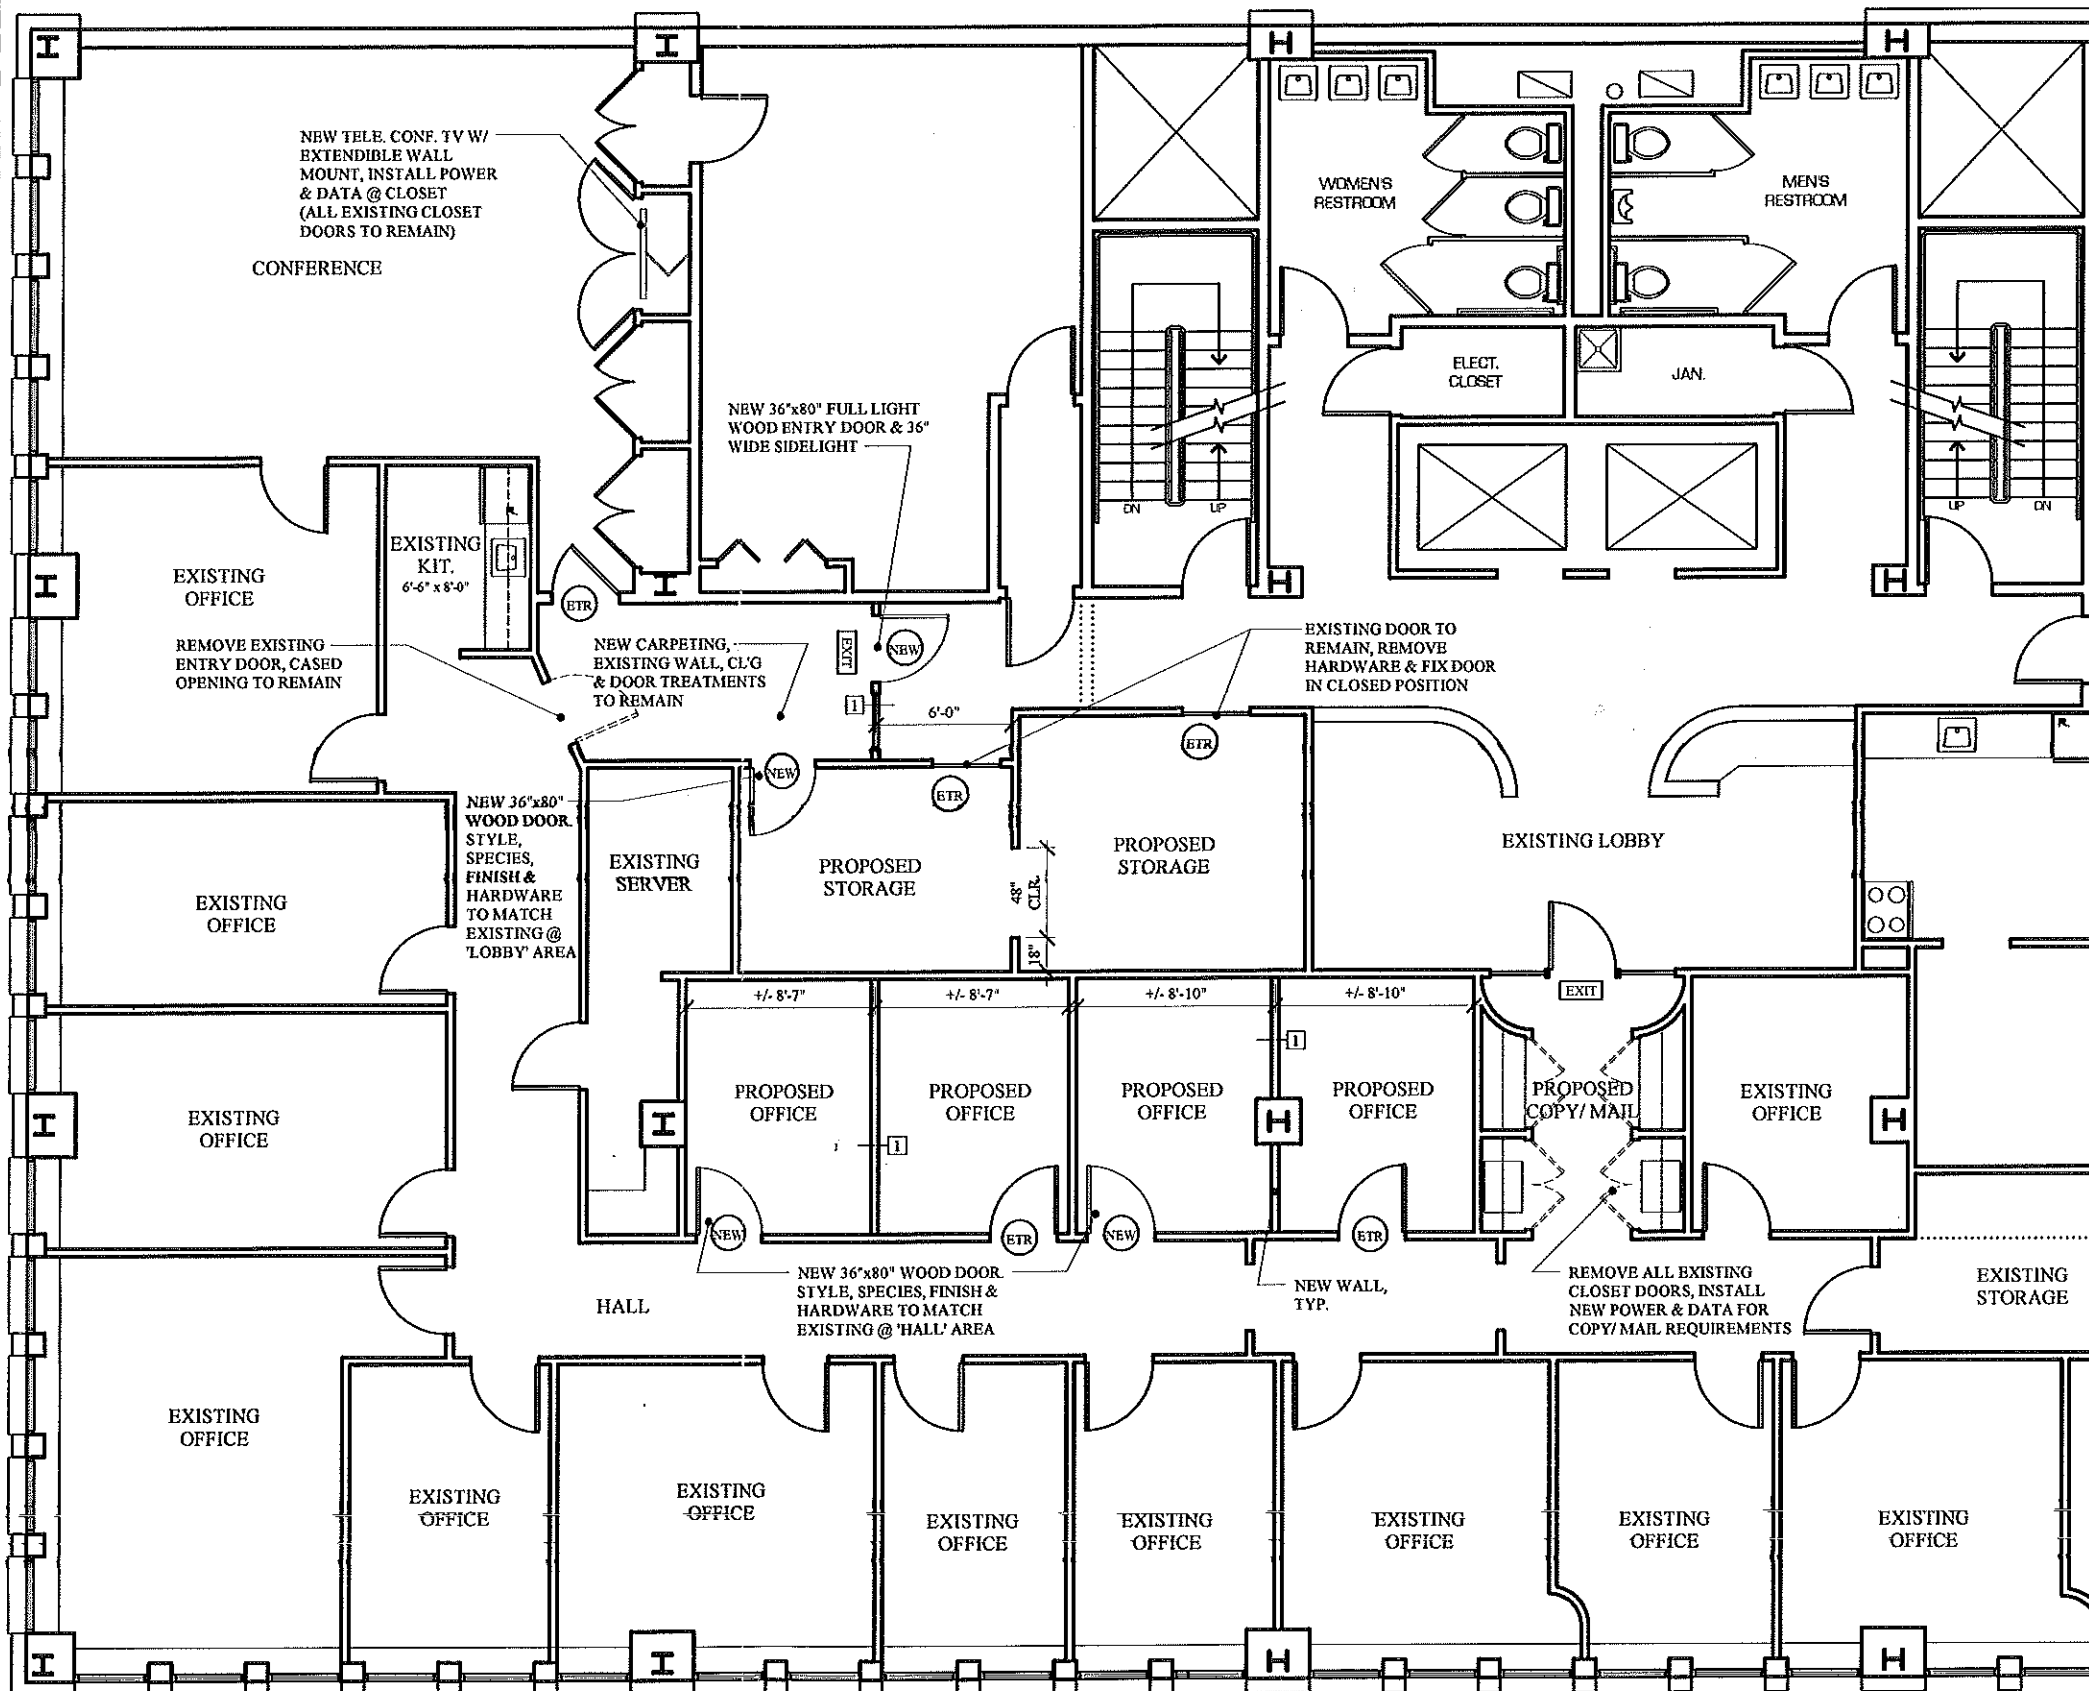 NEW TELE. CONF. TV W/
EXTENDIBLE WALL
MOUNT, INSTALL POWER
& DATA @ CLOSET
(ALL EXISTING CLOSET
DOORS TO REMAIN)
CONFERENCE
WOMEN'S
RESTROOM
MEN'S
RESTROOM
ELECT.
CLOSET
JAN.
NEW 36"x80" FULL LIGHT
WOOD ENTRY DOOR & 36"
WIDE SIDELIGHT
DN
UP
UP
DN
EXISTING
OFFICE
EXISTING
KIT.
6'-6" x 8'-0"
ETR
REMOVE EXISTING
ENTRY DOOR, CASED
OPENING TO REMAIN
NEW CARPETING,
EXISTING WALL, CL'G
& DOOR TREATMENTS
TO REMAIN
EXIT
NEW
1
6'-0"
EXISTING DOOR TO
REMAIN, REMOVE
HARDWARE & FIX DOOR
IN CLOSED POSITION
ETR
NEW
ETR
R.
NEW 36"x80"
WOOD DOOR.
STYLE,
SPECIES,
FINISH &
HARDWARE
TO MATCH
EXISTING @
'LOBBY' AREA
EXISTING
OFFICE
EXISTING
SERVER
PROPOSED
STORAGE
48"
CLR.
18"
PROPOSED
STORAGE
EXISTING LOBBY
EXIT
+/- 8'-7"
+/- 8'-7"
+/- 8'-10"
+/- 8'-10"
1
EXISTING
OFFICE
PROPOSED
OFFICE
PROPOSED
OFFICE
PROPOSED
OFFICE
PROPOSED
OFFICE
PROPOSED
COPY/ MAIL
EXISTING
OFFICE
1
NEW
ETR
NEW
ETR
HALL
NEW 36"x80" WOOD DOOR.
STYLE, SPECIES, FINISH &
HARDWARE TO MATCH
EXISTING @ 'HALL' AREA
NEW WALL,
TYP.
REMOVE ALL EXISTING
CLOSET DOORS, INSTALL
NEW POWER & DATA FOR
COPY/ MAIL REQUIREMENTS
EXISTING
STORAGE
EXISTING
OFFICE
EXISTING
OFFICE
EXISTING
OFFICE
EXISTING
OFFICE
EXISTING
OFFICE
EXISTING
OFFICE
EXISTING
OFFICE
EXISTING
OFFICE